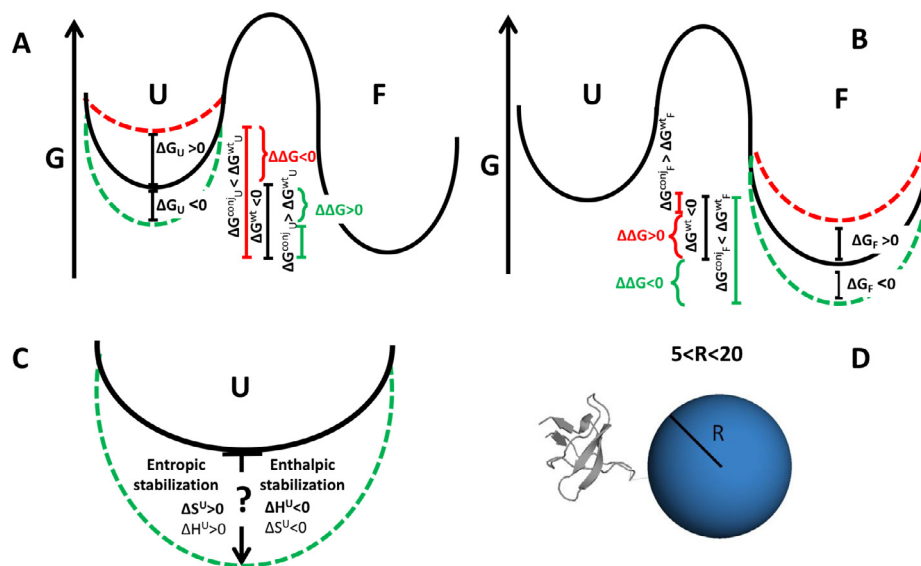 A
G
U
F
ΔG_U >0
ΔG_U <0
ΔG^conj_U < ΔG^wt_U
ΔΔG<0
ΔG^wt <0
ΔG^conj_U > ΔG^wt_U
ΔΔG>0
B
G
U
F
ΔG^conj_F > ΔG^wt_F
ΔΔG>0
ΔG^wt <0
ΔΔG<0
ΔG^conj_F < ΔG^wt_F
ΔG_F >0
ΔG_F <0
C
U
Entropic
stabilization
ΔS^U>0
ΔH^U>0
?
Enthalpic
stabilization
ΔH^U<0
ΔS^U<0
5<R<20
D
R